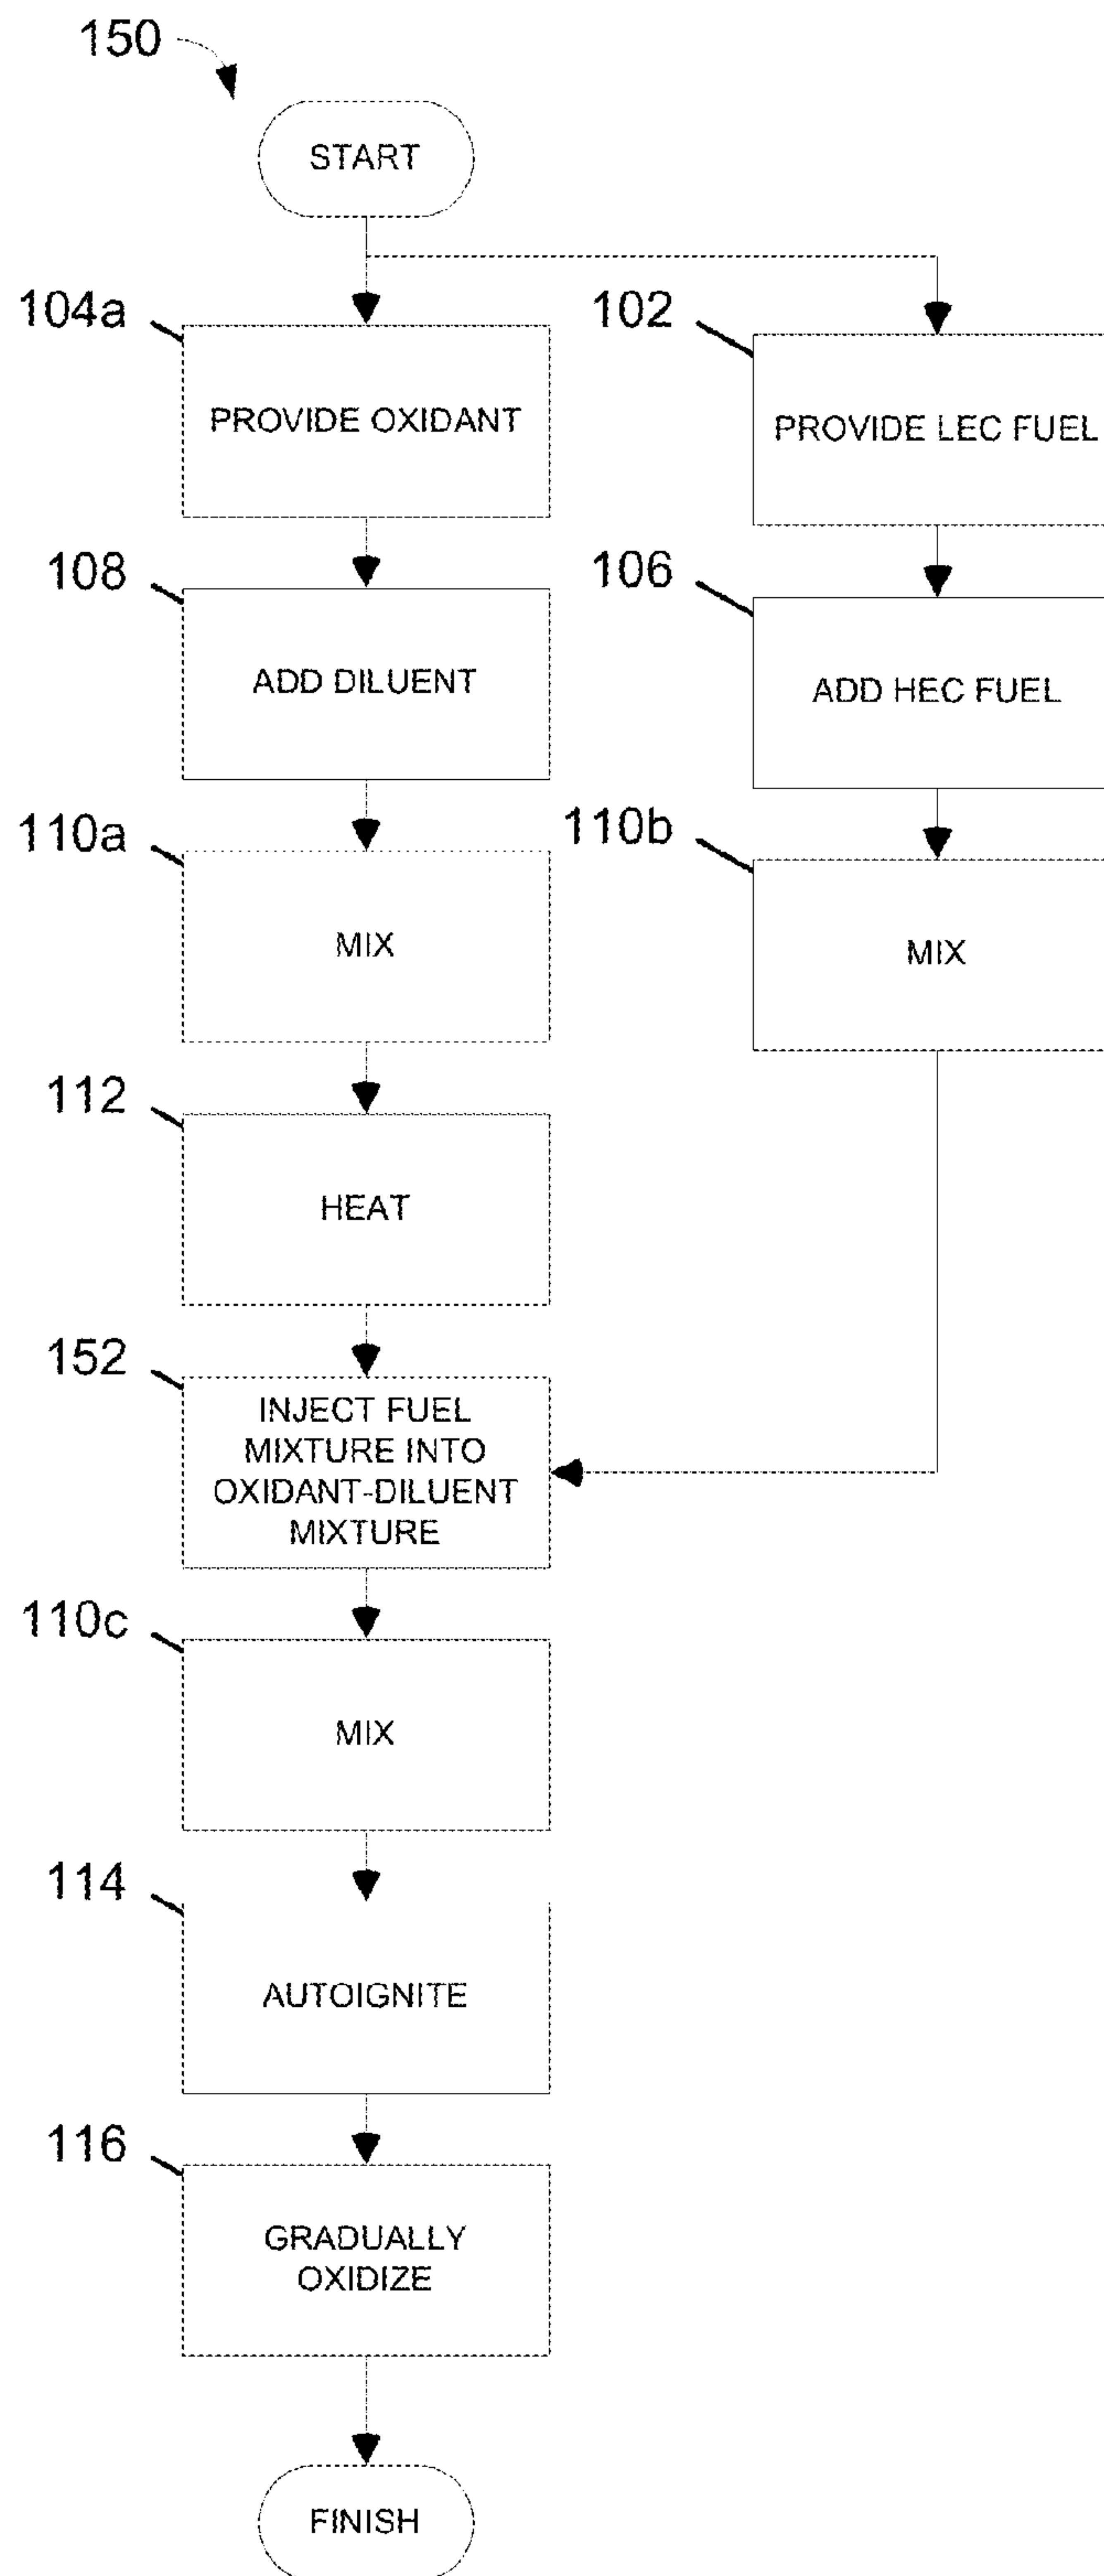 150
START
104a
PROVIDE OXIDANT
102
PROVIDE LEC FUEL
108
ADD DILUENT
106
ADD HEC FUEL
110a
MIX
110b
MIX
112
HEAT
152
INJECT FUEL
MIXTURE INTO
OXIDANT-DILUENT
MIXTURE
110c
MIX
114
AUTOIGNITE
116
GRADUALLY
OXIDIZE
FINISH